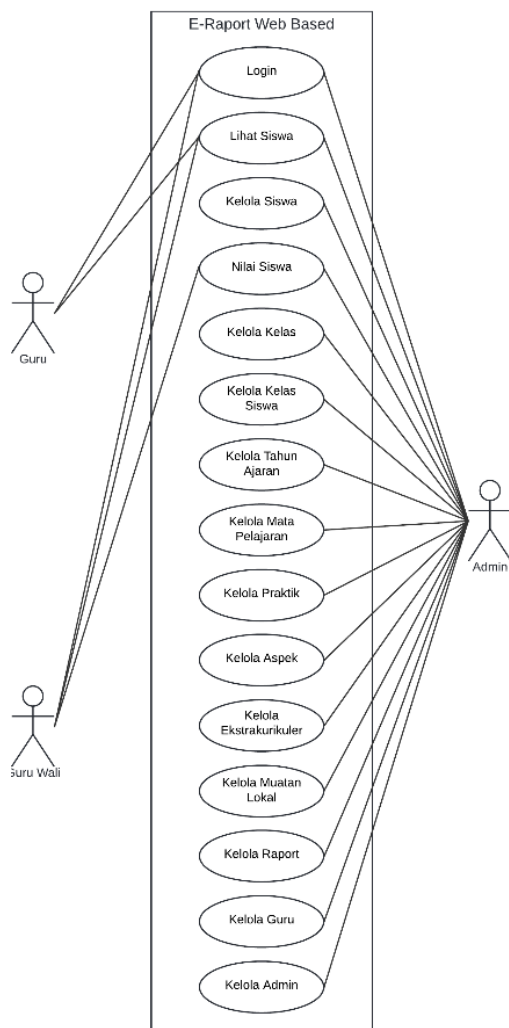 E-Raport Web Based
Login
Lihat Siswa
Kelola Siswa
Nilai Siswa
Guru
Kelola Kelas
Kelola Kelas
Siswa
Kelola Tahun
Ajaran
Kelola Mata
Pelajaran
Admin
Kelola Praktik
Kelola Aspek
Kelola
Ekstrakurikuler
Guru Wali
Kelola Muatan
Lokal
Kelola Raport
Kelola Guru
Kelola Admin